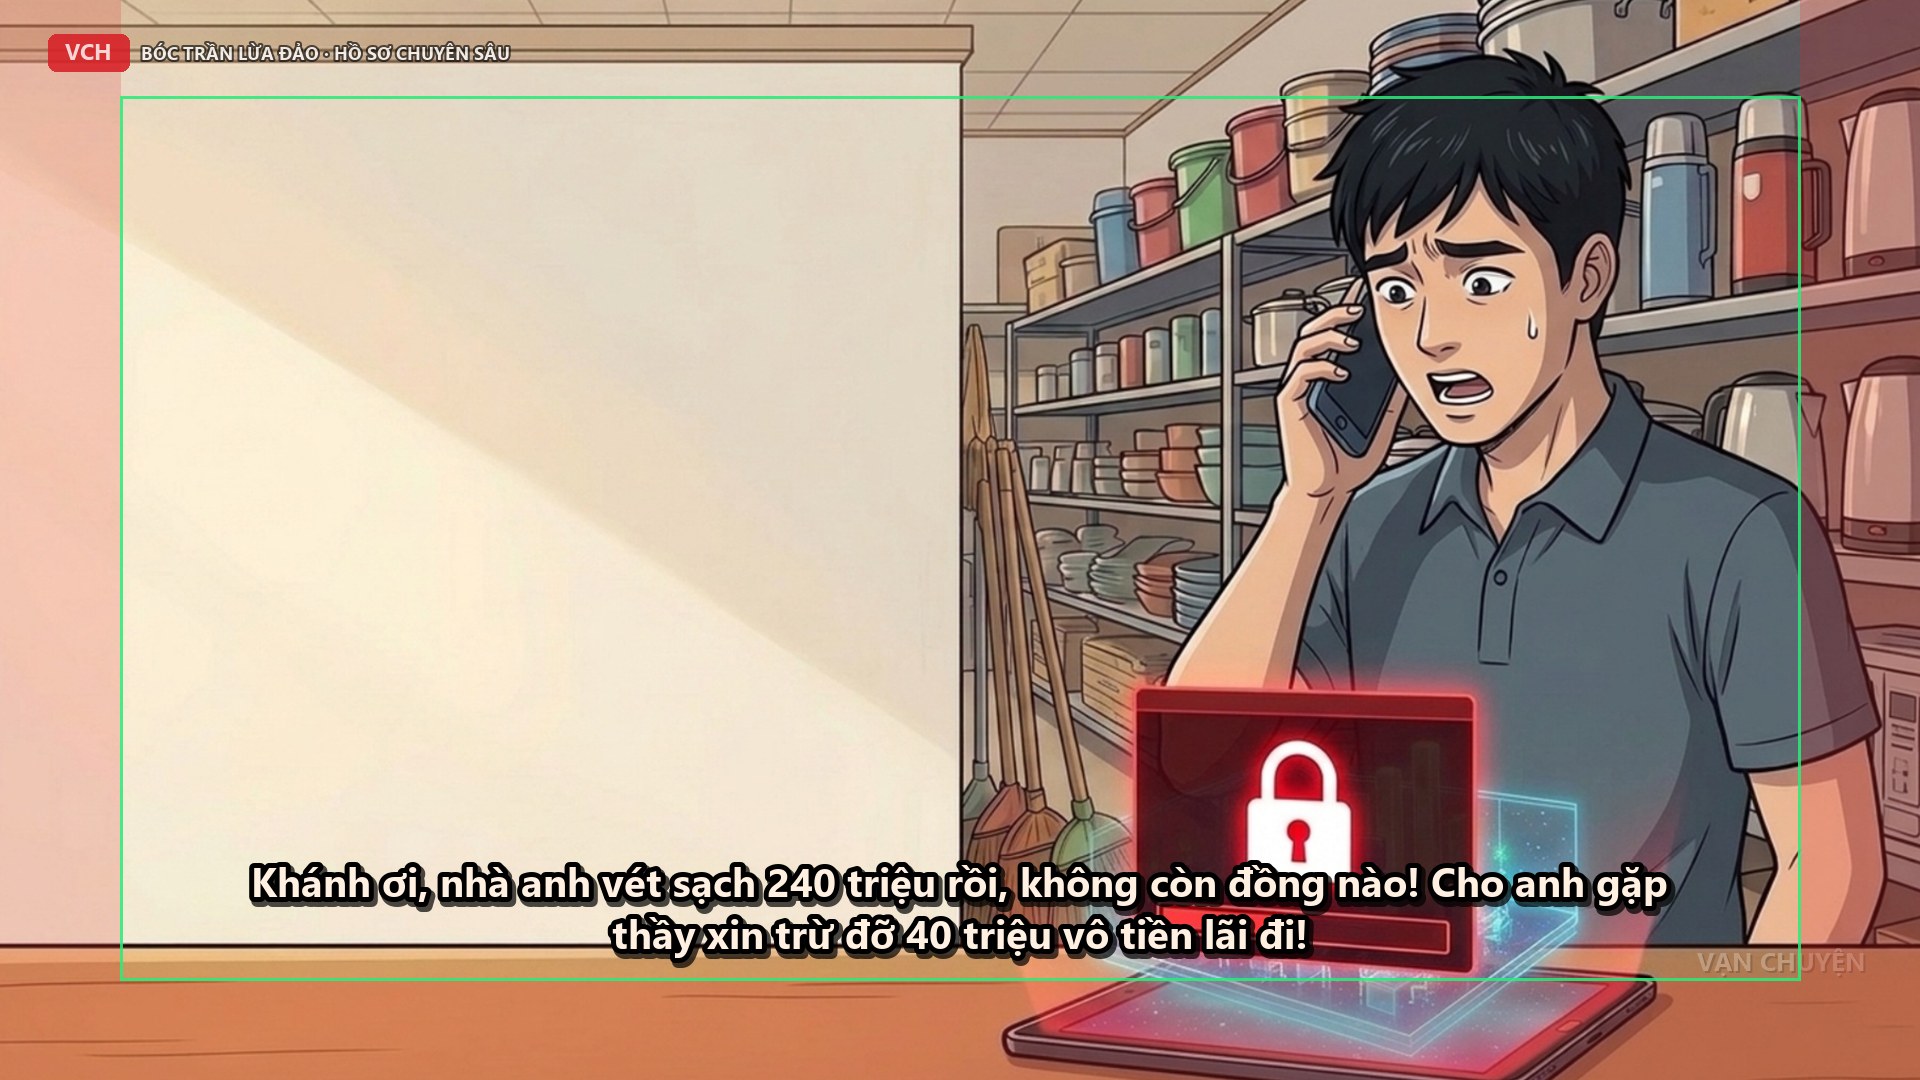 VCH BÓC TRẦN LỪA ĐẢO · HỒ SƠ CHUYÊN SÂU
Khánh ơi, nhà anh vét sạch 240 triệu rồi, không còn đồng nào! Cho anh gặp
thầy xin trừ đỡ 40 triệu vô tiền lãi đi!
VẠN CHUYỆN